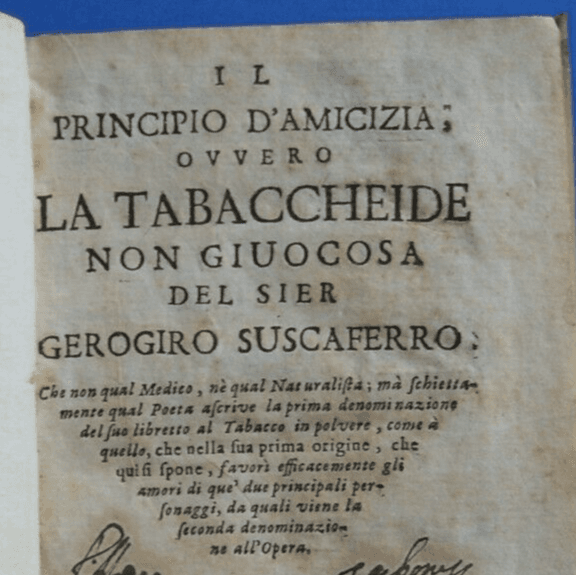 IL
PRINCIPIO D'AMICIZIA;
OVVERO
LA TABACCHEIDE
NON GIUOCOSA
DEL SIER
GEROGIRO SUSCAFERRO:
Che non qual Medico, nè qual Naturaliſta; mà ſchietta-
mente qual Poeta aſcrive la prima denominazione
del ſuo libretto al Tabacco in polvere, come à
quello, che nella ſua prima origine, che
qui ſi ſpone, favorì efficacemente gli
amori di que' due principali per-
ſonaggi, da quali viene la
ſeconda denominazio-
ne all'Opera.